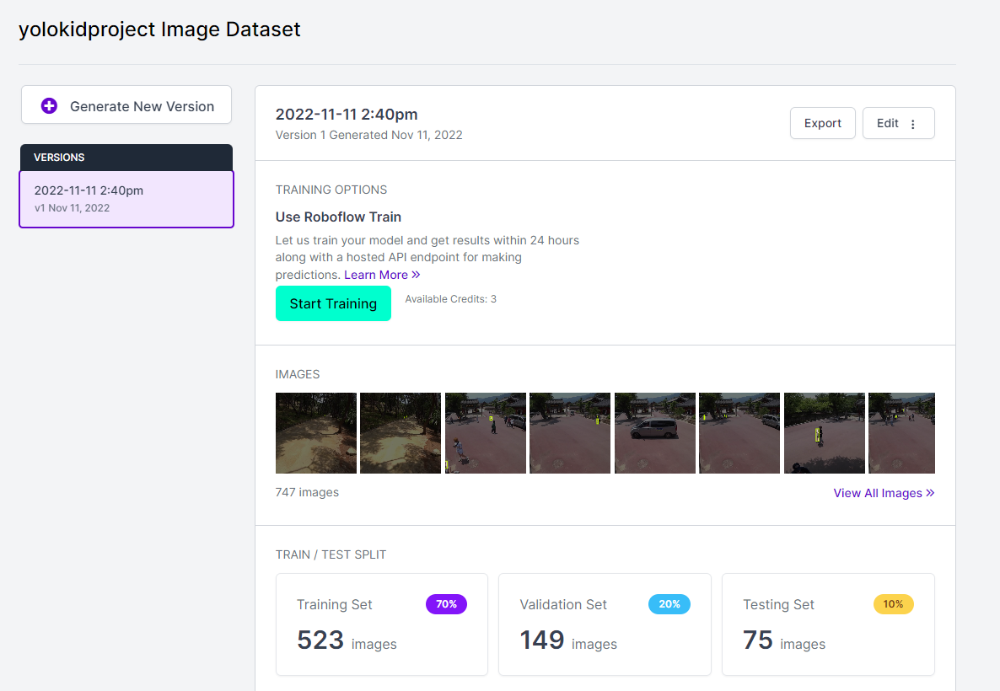 yolokidproject Image Dataset
Generate New Version
VERSIONS
2022-11-11 2:40pm
v1 Nov 11, 2022
2022-11-11 2:40pm
Version 1 Generated Nov 11, 2022
Export
Edit
TRAINING OPTIONS
Use Roboflow Train
Let us train your model and get results within 24 hours
along with a hosted API endpoint for making
predictions. Learn More »
Start Training
Available Credits: 3
IMAGES
747 images
View All Images »
TRAIN / TEST SPLIT
Training Set
70%
523 images
Validation Set
20%
149 images
Testing Set
10%
75 images